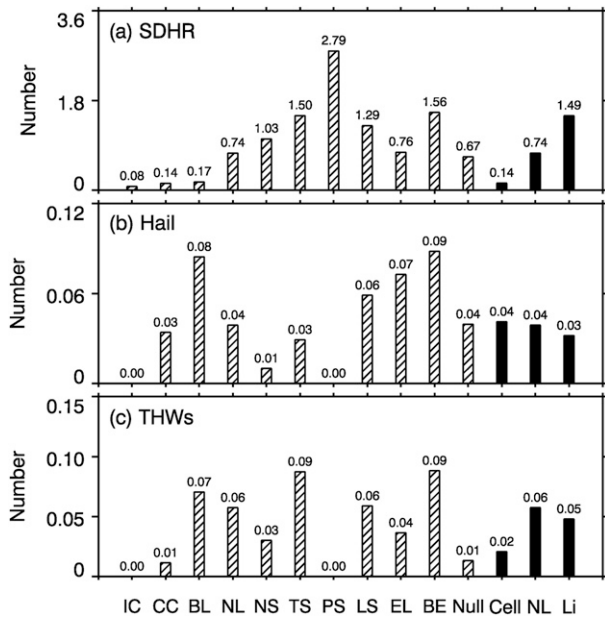 (a) SDHR
Number
3.6
1.8
0
0.08 0.14 0.17 0.74 1.03 1.50 2.79 1.29 0.76 1.56 0.67 0.14 0.74 1.49
(b) Hail
Number
0.12
0.06
0
0.00 0.03 0.08 0.04 0.01 0.03 0.00 0.06 0.07 0.09 0.04 0.04 0.04 0.03
(c) THWs
Number
0.15
0.10
0.05
0
0.00 0.01 0.07 0.06 0.03 0.09 0.00 0.06 0.04 0.09 0.01 0.02 0.06 0.05
IC CC BL NL NS TS PS LS EL BE Null Cell NL Li